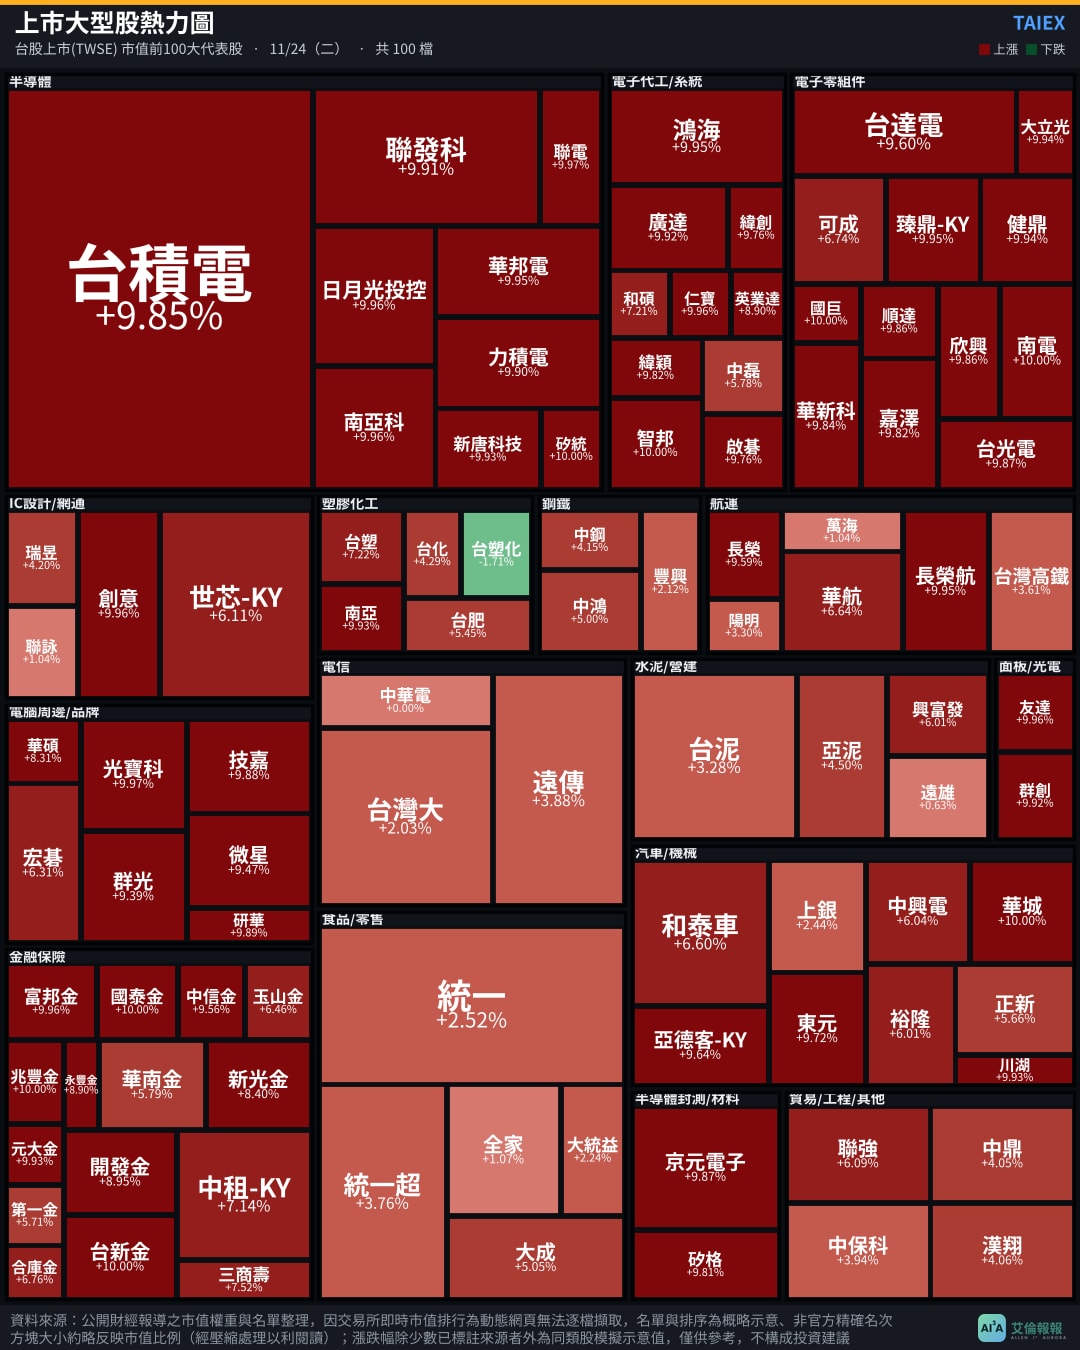 上市大型股熱力圖
TAIEX
台股上市(TWSE) 市值前100大代表股 · 11/24 (二) · 共 100 檔
上漲 下跌
半導體
台積電
+9.85%
聯發科
+9.91%
聯電
+9.97%
日月光投控
+9.96%
華邦電
+9.95%
力積電
+9.90%
南亞科
+9.96%
新唐科技
+9.93%
矽統
+10.00%
電子代工/系統
鴻海
+9.95%
廣達
+9.92%
緯創
+9.76%
和碩
+7.21%
仁寶
+9.96%
英業達
+8.90%
緯穎
+9.82%
中磊
+5.78%
智邦
+10.00%
啟碁
+9.76%
電子零組件
台達電
+9.60%
大立光
+9.94%
可成
+6.74%
臻鼎-KY
+9.95%
健鼎
+9.94%
國巨
+10.00%
順達
+9.86%
欣興
+9.86%
南電
+10.00%
華新科
+9.84%
嘉澤
+9.82%
台光電
+9.87%
IC設計/網通
瑞昱
+4.20%
聯詠
+1.04%
創意
+9.96%
世芯-KY
+6.11%
塑膠化工
台塑
+7.22%
台化
+4.29%
台塑化
-1.71%
南亞
+9.93%
台肥
+5.45%
鋼鐵
中鋼
+4.15%
中鴻
+5.00%
豐興
+2.12%
航運
長榮
+9.59%
陽明
+3.30%
萬海
+1.04%
華航
+6.64%
長榮航
+9.95%
台灣高鐵
+3.61%
電信
中華電
+0.00%
台灣大
+2.03%
遠傳
+3.88%
水泥/營建
台泥
+3.28%
亞泥
+4.50%
興富發
+6.01%
遠雄
+0.63%
面板/光電
友達
+9.96%
群創
+9.92%
電腦周邊/品牌
華碩
+8.31%
宏碁
+6.31%
光寶科
+9.97%
群光
+9.39%
技嘉
+9.88%
微星
+9.47%
研華
+9.89%
汽車/機械
和泰車
+6.60%
亞德客-KY
+9.64%
上銀
+2.44%
東元
+9.72%
中興電
+6.04%
華城
+10.00%
裕隆
+6.01%
正新
+5.66%
川湖
+9.93%
食品/零售
統一
+2.52%
統一超
+3.76%
全家
+1.07%
大統益
+2.24%
大成
+5.05%
金融保險
富邦金
+9.96%
國泰金
+10.00%
中信金
+9.56%
玉山金
+6.46%
兆豐金
+10.00%
永豐金
+8.90%
華南金
+5.79%
新光金
+8.40%
元大金
+9.93%
第一金
+5.71%
合庫金
+6.76%
開發金
+8.95%
台新金
+10.00%
中租-KY
+7.14%
三商壽
+7.52%
半導體封測/材料
京元電子
+9.87%
矽格
+9.81%
貿易/工程/其他
聯強
+6.09%
中鼎
+4.05%
中保科
+3.94%
漢翔
+4.06%
資料來源：公開財經報導之市值權重與名單整理，因交易所即時市值排行為動態網頁無法逐檔擷取，名單與排序為概略示意、非官方精確名次
方塊大小約略反映市值比例（經壓縮處理以利閱讀）；漲跌幅除少數已標註來源者外為同類股模擬示意值，僅供參考，不構成投資建議
艾倫報報